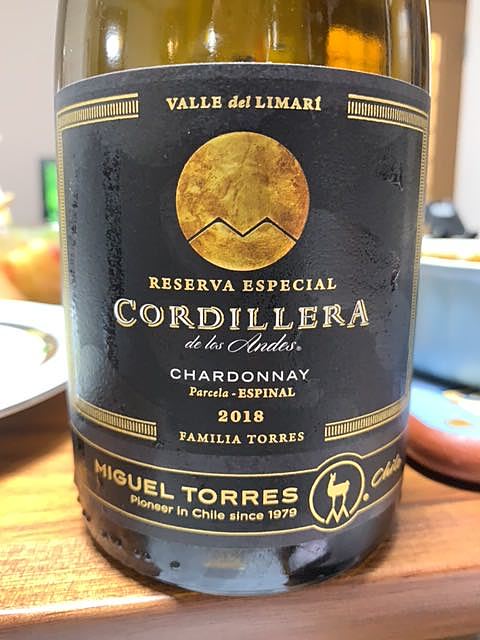 VALLE del LIMARÍ
RESERVA ESPECIAL
CORDILLERA
de los Andes®
CHARDONNAY
Parcela - ESPINAL
2018
FAMILIA TORRES
MIGUEL TORRES ® Chile
Pioneer in Chile since 1979